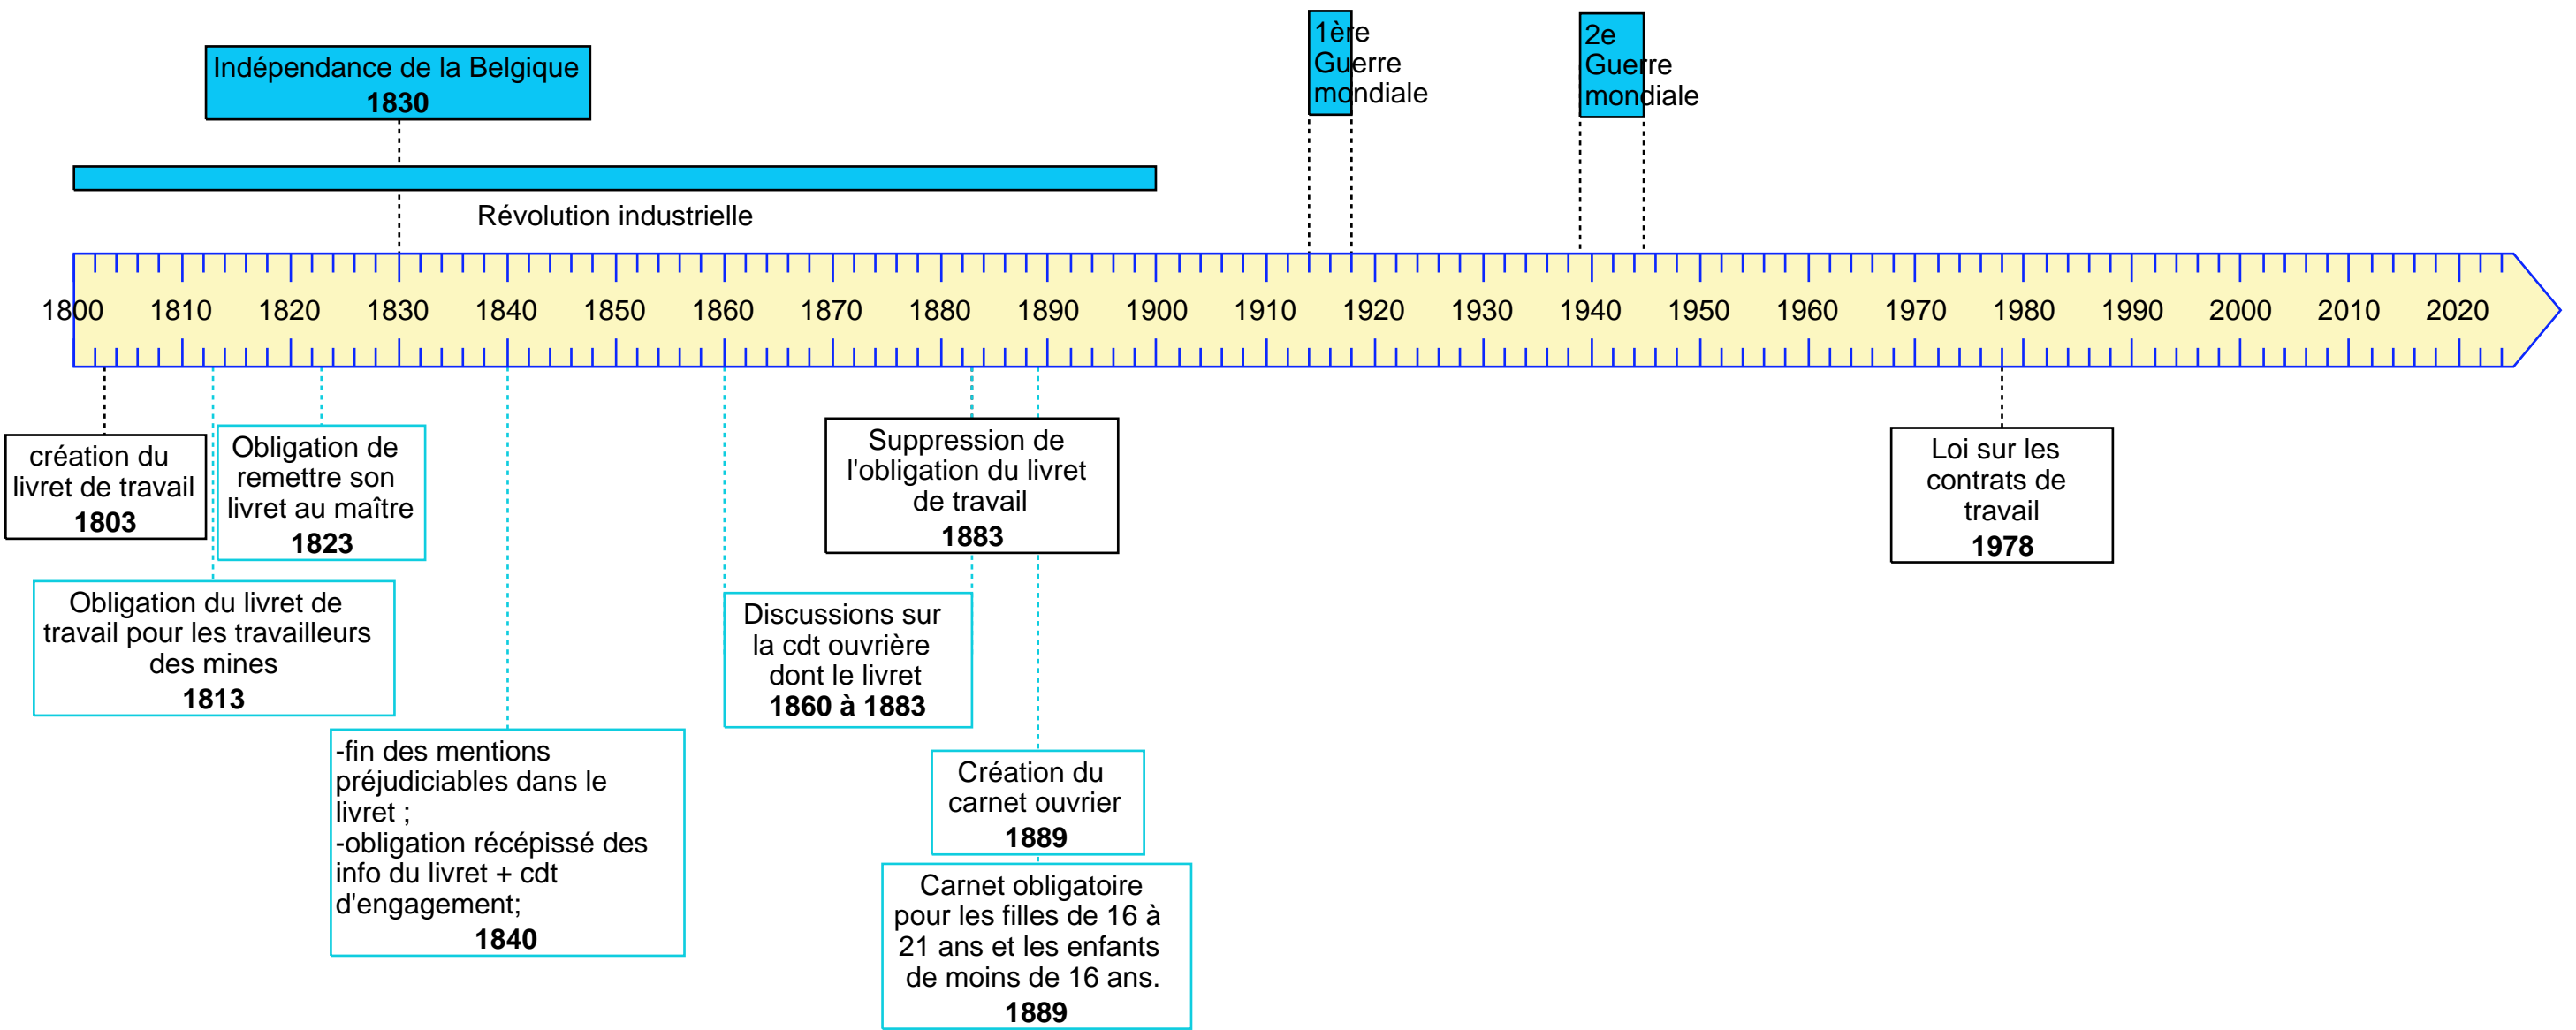 Indépendance de la Belgique
1830
1ère
Guerre
mondiale
2e
Guerre
mondiale
Révolution industrielle
1800 1810 1820 1830 1840 1850 1860 1870 1880 1890 1900 1910 1920 1930 1940 1950 1960 1970 1980 1990 2000 2010 2020
création du
livret de travail
1803
Obligation de
remettre son
livret au maître
1823
Suppression de
l'obligation du livret
de travail
1883
Loi sur les
contrats de
travail
1978
Obligation du livret de
travail pour les travailleurs
des mines
1813
Discussions sur
la cdt ouvrière
dont le livret
1860 à 1883
-fin des mentions
préjudiciables dans le
livret ;
-obligation récépissé des
info du livret + cdt
d'engagement;
1840
Création du
carnet ouvrier
1889
Carnet obligatoire
pour les filles de 16 à
21 ans et les enfants
de moins de 16 ans.
1889